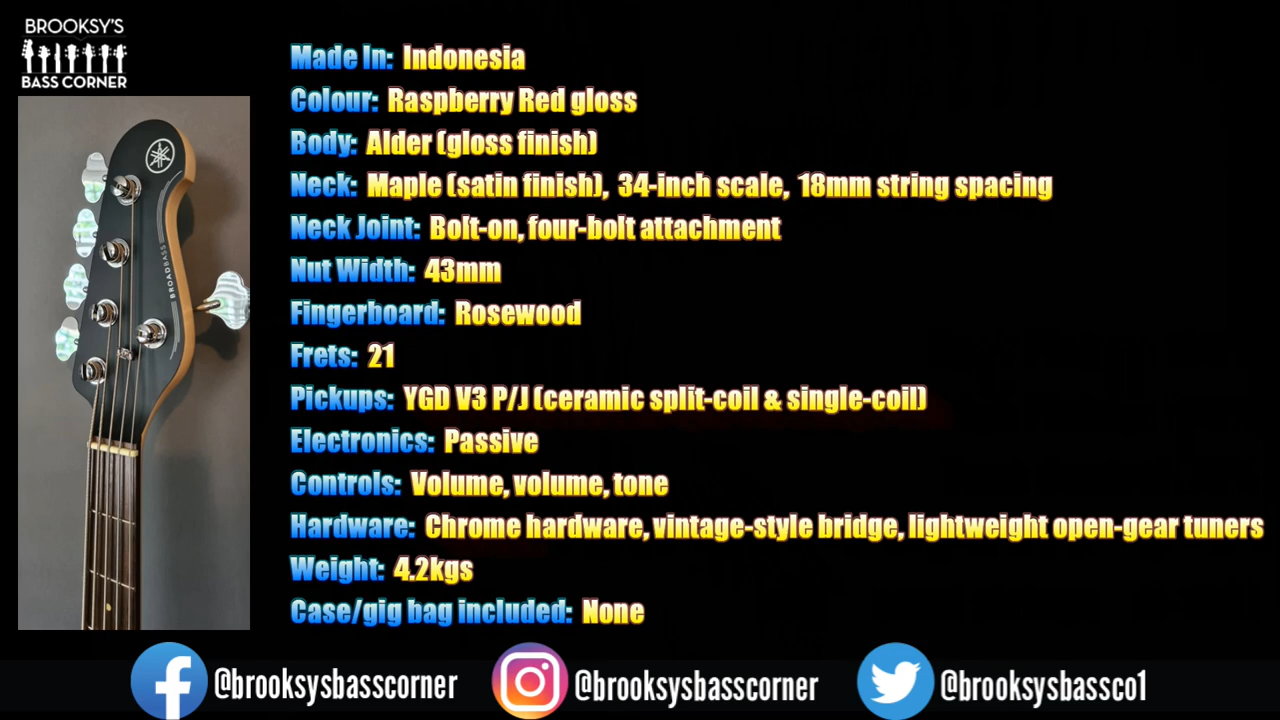 BROOKSY'S
BASS CORNER
BROADBASS
Made In: Indonesia
Colour: Raspberry Red gloss
Body: Alder (gloss finish)
Neck: Maple (satin finish), 34-inch scale, 18mm string spacing
Neck Joint: Bolt-on, four-bolt attachment
Nut Width: 43mm
Fingerboard: Rosewood
Frets: 21
Pickups: YGD V3 P/J (ceramic split-coil & single-coil)
Electronics: Passive
Controls: Volume, volume, tone
Hardware: Chrome hardware, vintage-style bridge, lightweight open-gear tuners
Weight: 4.2kgs
Case/gig bag included: None
@brooksysbasscorner
@brooksysbasscorner
@brooksysbassco1